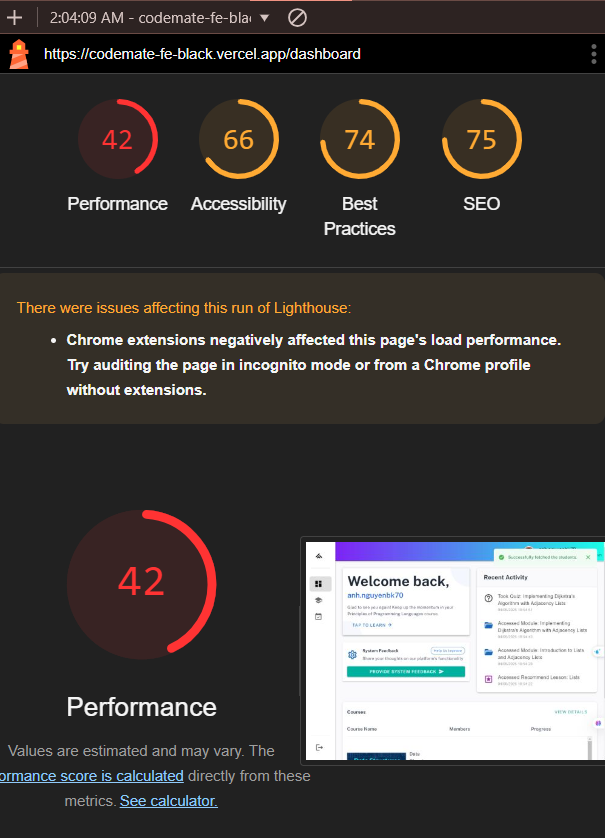 2:04:09 AM - codemate-fe-bla
https://codemate-fe-black.vercel.app/dashboard
42
66
74
75
Performance
Accessibility
Best
Practices
SEO
There were issues affecting this run of Lighthouse:
Chrome extensions negatively affected this page's load performance.
Try auditing the page in incognito mode or from a Chrome profile
without extensions.
42
Performance
Values are estimated and may vary. The
ormance score is calculated directly from these
metrics. See calculator.
Successfully fetched the
Welcome back,
anh.nguyenbk70
Good to see you again! Keep up the momentum in your
Principles of Programming Languages course.
TAP TO LEARN
System Feedback
Share your thoughts on our platform's functionality
PROVIDE SYSTEM FEEDBACK
Recent Activity
Took Quiz: Implementing Dijkstra's
Algorithm with Adjacency Lists
Accessed Module: Implementing
Dijkstra's Algorithm with Adjacency Lists
Accessed Module: Introduction to Lists
and Adjacency Lists
Accessed Recommend Lesson: Lists
Courses
VIEW DETAILS
Course Name
Members
Progress
Data